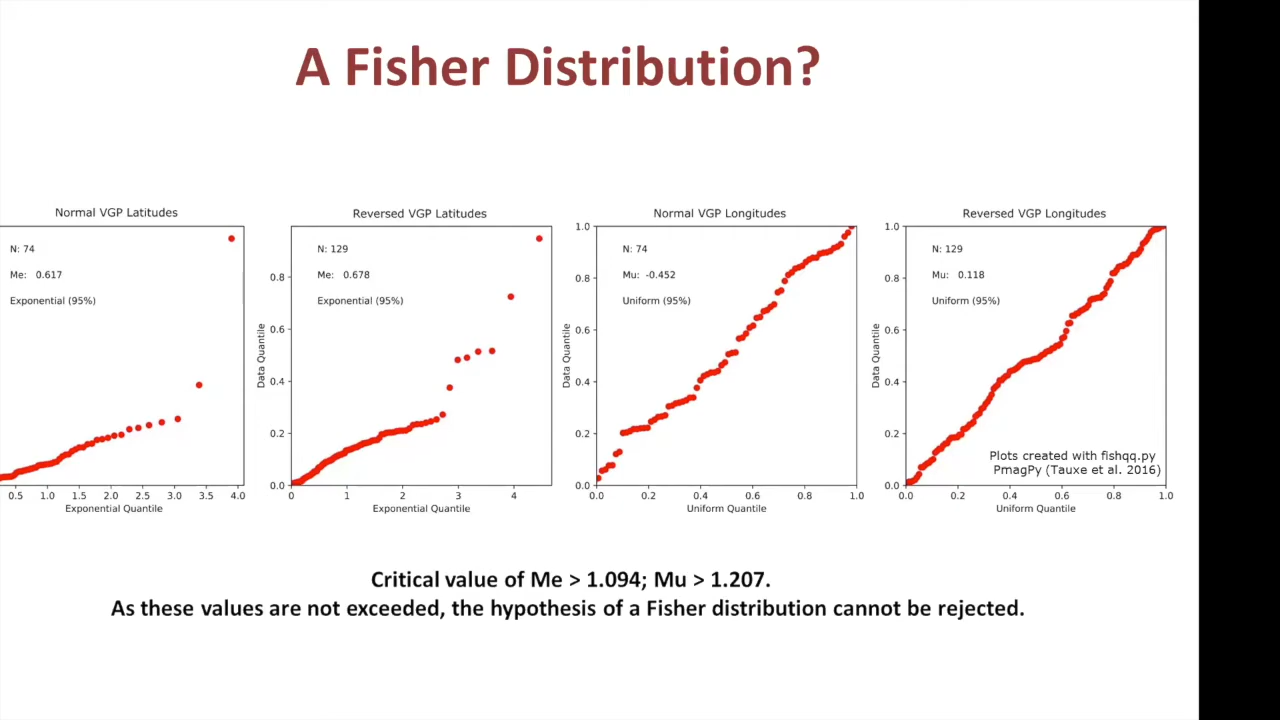 A Fisher Distribution?
Normal VGP Latitudes
N: 74
Me: 0.617
Exponential (95%)
0.5 1.0 1.5 2.0 2.5 3.0 3.5 4.0
Exponential Quantile
Reversed VGP Latitudes
N: 129
Me: 0.678
Exponential (95%)
Data Quantile
0.8
0.6
0.4
0.2
0.0
0 1 2 3 4
Exponential Quantile
Normal VGP Longitudes
N: 74
Mu: -0.452
Uniform (95%)
Data Quantile
1.0
0.8
0.6
0.4
0.2
0.0
0.0 0.2 0.4 0.6 0.8 1.0
Uniform Quantile
Reversed VGP Longitudes
N: 129
Mu: 0.118
Uniform (95%)
Data Quantile
1.0
0.8
0.6
0.4
0.2
0.0
0.0 0.2 0.4 0.6 0.8 1.0
Uniform Quantile
Plots created with fishqq.py
PmagPy (Tauxe et al. 2016)
Critical value of Me > 1.094; Mu > 1.207.
As these values are not exceeded, the hypothesis of a Fisher distribution cannot be rejected.